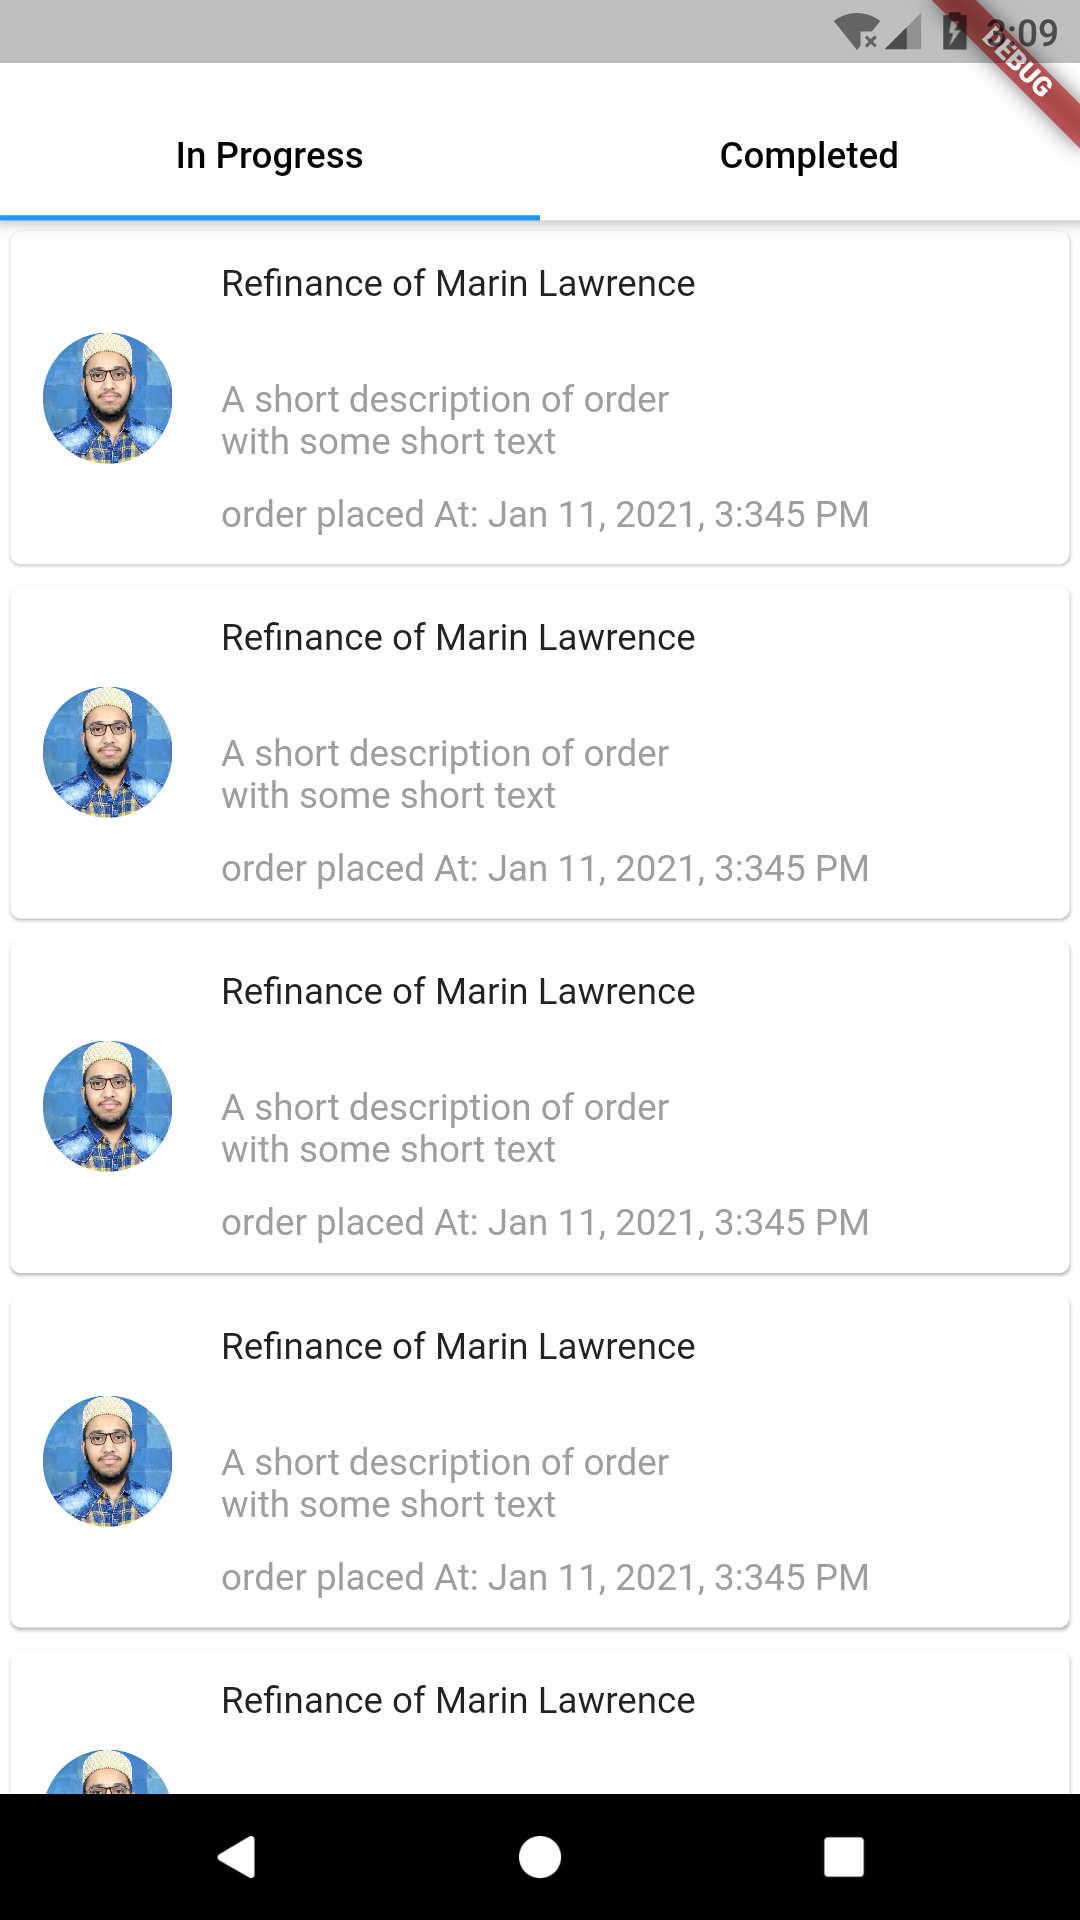 3:09
DEBUG
In Progress
Completed
Refinance of Marin Lawrence
A short description of order
with some short text
order placed At: Jan 11, 2021, 3:345 PM
Refinance of Marin Lawrence
A short description of order
with some short text
order placed At: Jan 11, 2021, 3:345 PM
Refinance of Marin Lawrence
A short description of order
with some short text
order placed At: Jan 11, 2021, 3:345 PM
Refinance of Marin Lawrence
A short description of order
with some short text
order placed At: Jan 11, 2021, 3:345 PM
Refinance of Marin Lawrence